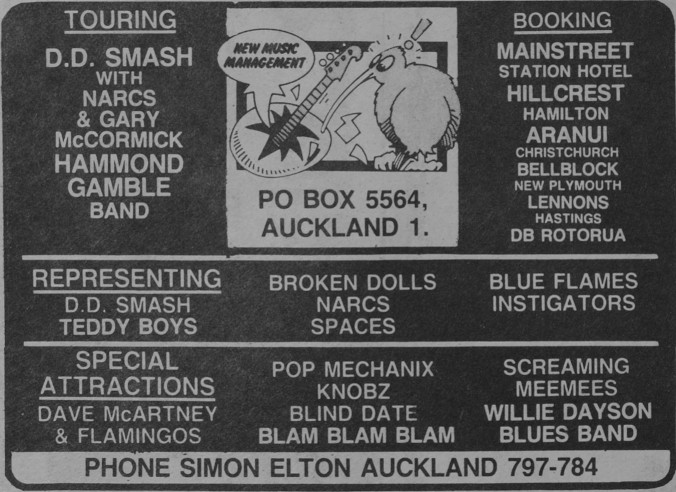 TOURING
D.D. SMASH
WITH
NARCS
& GARY
McCORMICK
HAMMOND
GAMBLE
BAND
NEW MUSIC
MANAGEMENT
PO BOX 5564,
AUCKLAND 1.
BOOKING
MAINSTREET
STATION HOTEL
HILLCREST
HAMILTON
ARANUI
CHRISTCHURCH
BELLBLOCK
NEW PLYMOUTH
LENNONS
HASTINGS
DB ROTORUA
REPRESENTING
D.D. SMASH
TEDDY BOYS
BROKEN DOLLS
NARCS
SPACES
BLUE FLAMES
INSTIGATORS
SPECIAL
ATTRACTIONS
DAVE McARTNEY
& FLAMINGOS
POP MECHANIX
KNOBZ
BLIND DATE
BLAM BLAM BLAM
SCREAMING
MEEMEES
WILLIE DAYSON
BLUES BAND
PHONE SIMON ELTON AUCKLAND 797-784